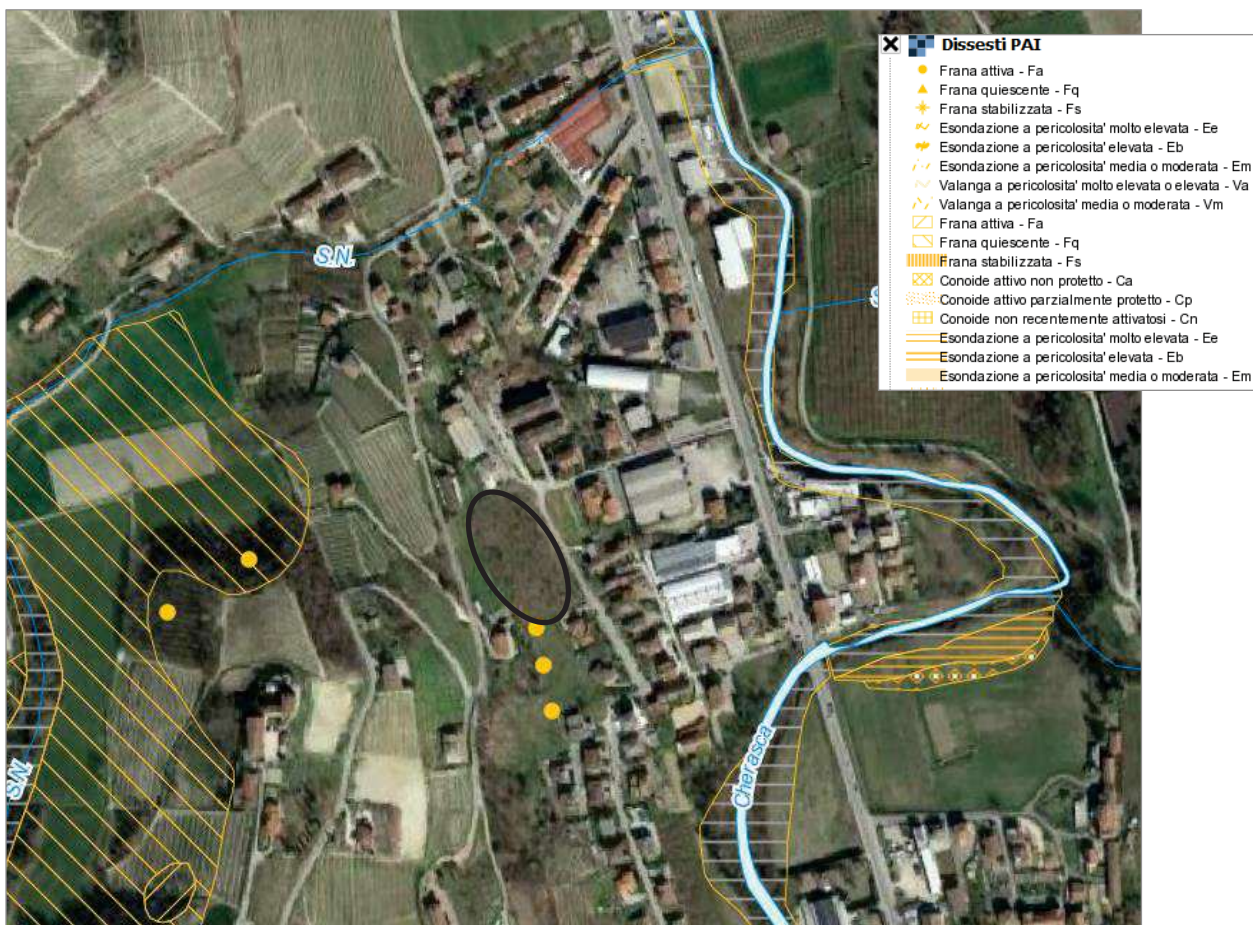 Dissesti PAI
Frana attiva - Fa
Frana quiescente - Fq
Frana stabilizzata - Fs
Esondazione a pericolosita' molto elevata - Ee
Esondazione a pericolosita' elevata - Eb
Esondazione a pericolosita' media o moderata - Em
Valanga a pericolosita' molto elevata o elevata - Va
Valanga a pericolosita' media o moderata - Vm
Frana attiva - Fa
Frana quiescente - Fq
Frana stabilizzata - Fs
Conoide attivo non protetto - Ca
Conoide attivo parzialmente protetto - Cp
Conoide non recentemente attivatosi - Cn
Esondazione a pericolosita' molto elevata - Ee
Esondazione a pericolosita' elevata - Eb
Esondazione a pericolosita' media o moderata - Em
S.N.
S
S.N.
Cherasca